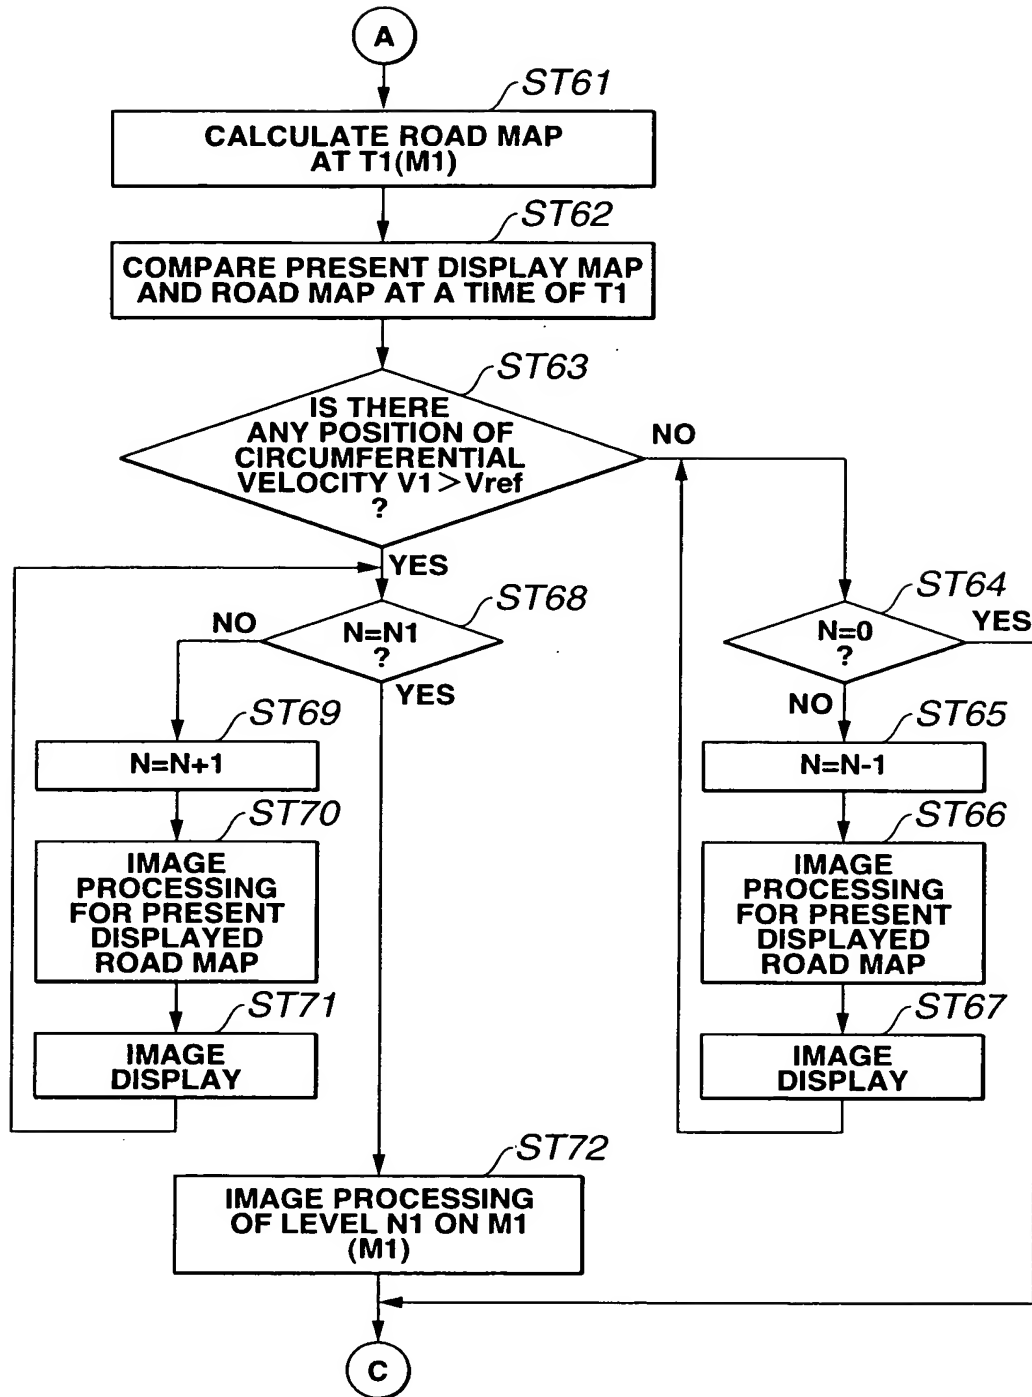 A
ST61
CALCULATE ROAD MAP
AT T1(M1)
ST62
COMPARE PRESENT DISPLAY MAP
AND ROAD MAP AT A TIME OF T1
ST63
IS THERE
ANY POSITION OF
CIRCUMFERENTIAL
VELOCITY V1>Vref
?
NO
YES
ST68
NO
N=N1
?
YES
ST64
N=0
?
YES
NO
ST69
N=N+1
ST65
N=N-1
ST70
IMAGE
PROCESSING
FOR PRESENT
DISPLAYED
ROAD MAP
ST66
IMAGE
PROCESSING
FOR PRESENT
DISPLAYED
ROAD MAP
ST71
IMAGE
DISPLAY
ST67
IMAGE
DISPLAY
ST72
IMAGE PROCESSING
OF LEVEL N1 ON M1
(M1)
C